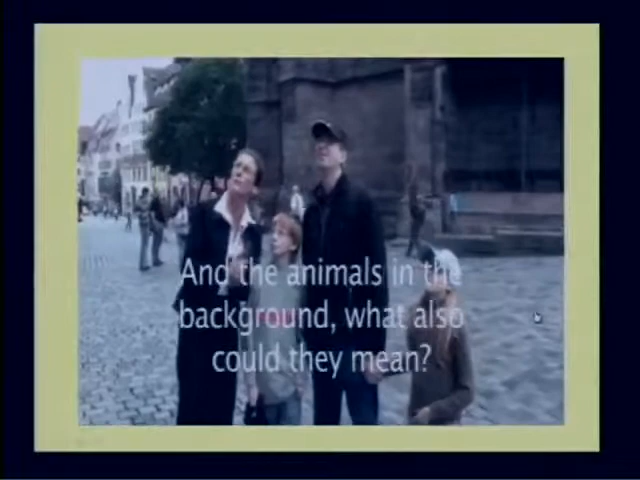 And the animals in the
background, what also
could they mean?